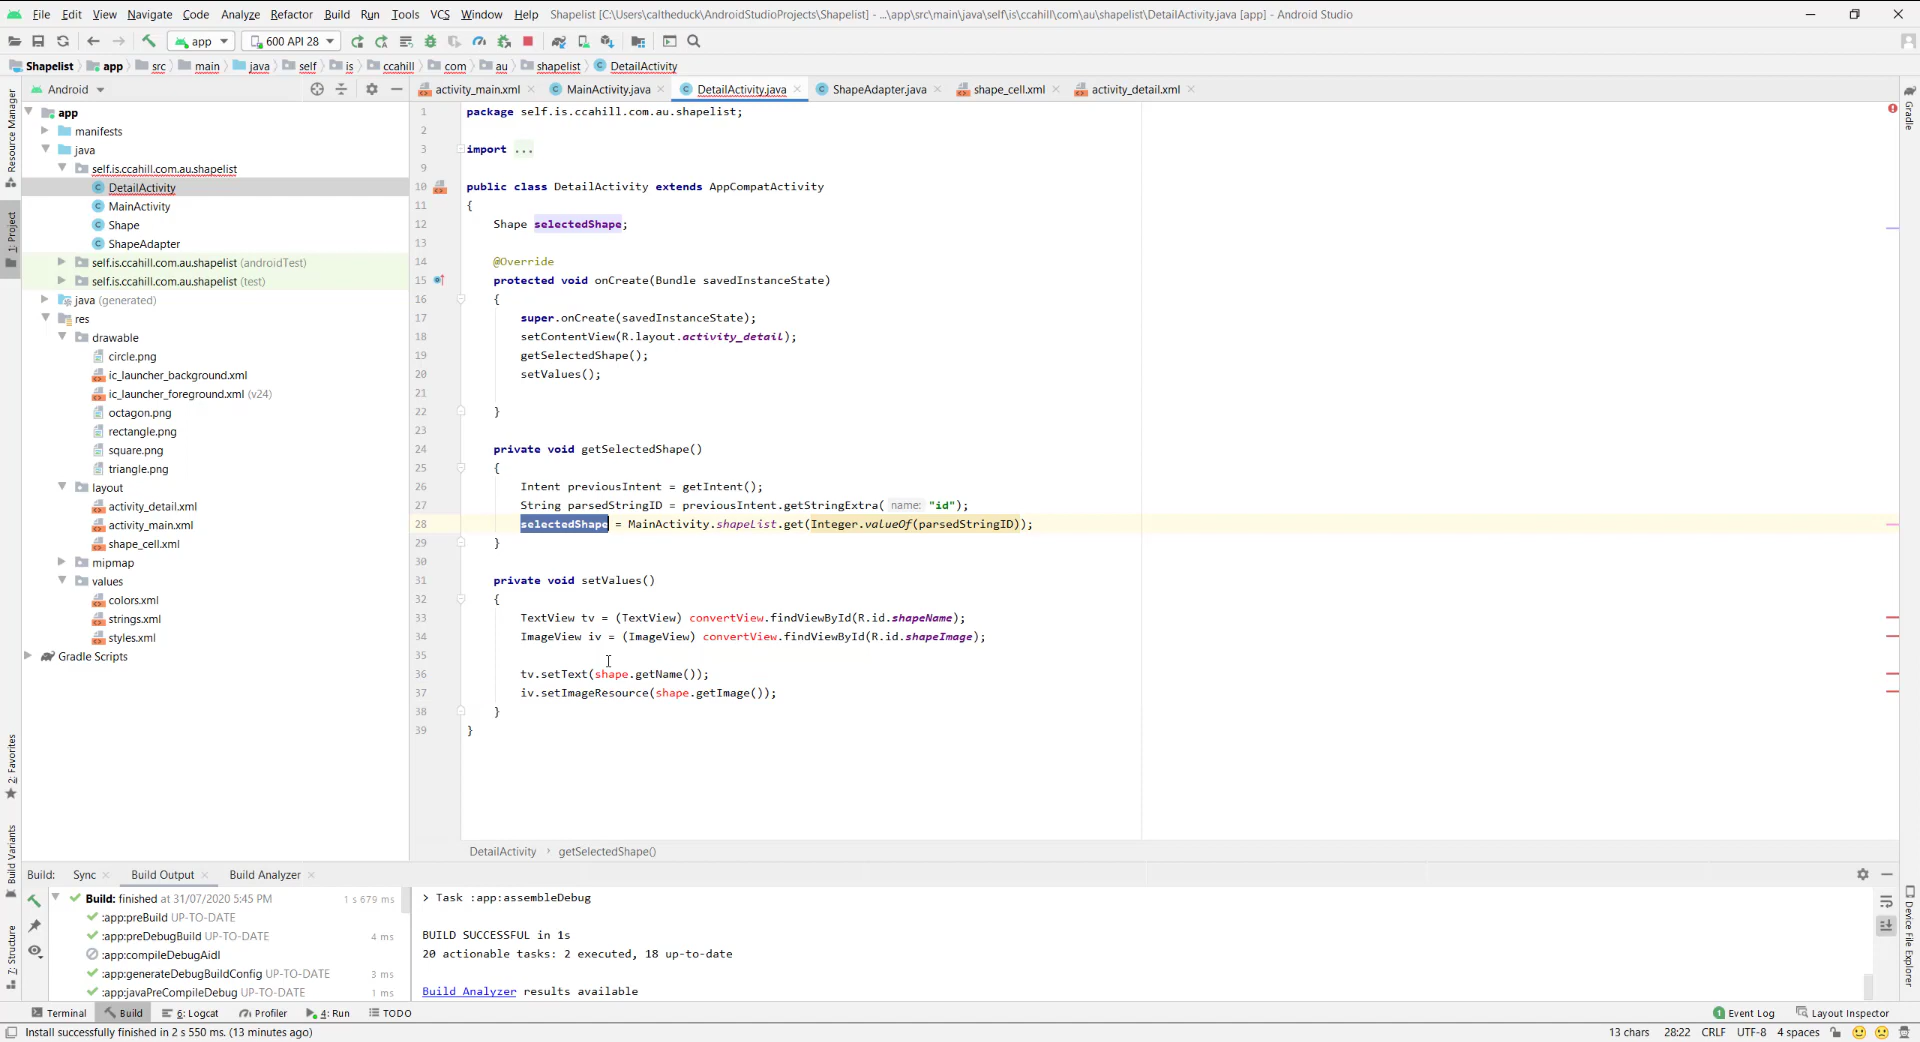 File Edit View Navigate Code Analyze Refactor Build Run Tools VCS Window Help Shapelist [C:\Users\caltheduck\AndroidStudioProjects\Shapelist] - ...\app\src\main\java\self\is\ccahill\com\au\shapelist\DetailActivity.java [app] - Android Studio
app 600 API 28
Shapelist app src main java self is ccahill com au shapelist DetailActivity
Android
activity_main.xml MainActivity.java DetailActivity.java ShapeAdapter.java shape_cell.xml activity_detail.xml
Resource Manager
1: Project
2: Favorites
Build Variants
7: Structure
Gradle
Device File Explorer
app
manifests
java
self.is.ccahill.com.au.shapelist
DetailActivity
MainActivity
Shape
ShapeAdapter
self.is.ccahill.com.au.shapelist (androidTest)
self.is.ccahill.com.au.shapelist (test)
java (generated)
res
drawable
circle.png
ic_launcher_background.xml
ic_launcher_foreground.xml (v24)
octagon.png
rectangle.png
square.png
triangle.png
layout
activity_detail.xml
activity_main.xml
shape_cell.xml
mipmap
values
colors.xml
strings.xml
styles.xml
Gradle Scripts
1 package self.is.ccahill.com.au.shapelist;
2
3 import ...
9
10 public class DetailActivity extends AppCompatActivity
11 {
12 Shape selectedShape;
13
14 @Override
15 protected void onCreate(Bundle savedInstanceState)
16 {
17 super.onCreate(savedInstanceState);
18 setContentView(R.layout.activity_detail);
19 getSelectedShape();
20 setValues();
21
22 }
23
24 private void getSelectedShape()
25 {
26 Intent previousIntent = getIntent();
27 String parsedStringID = previousIntent.getStringExtra( name: "id");
28 selectedShape = MainActivity.shapeList.get(Integer.valueOf(parsedStringID));
29 }
30
31 private void setValues()
32 {
33 TextView tv = (TextView) convertView.findViewById(R.id.shapeName);
34 ImageView iv = (ImageView) convertView.findViewById(R.id.shapeImage);
35
36 tv.setText(shape.getName());
37 iv.setImageResource(shape.getImage());
38 }
39 }
DetailActivity › getSelectedShape()
Build: Sync Build Output Build Analyzer
Build: finished at 31/07/2020 5:45 PM 1 s 679 ms
:app:preBuild UP-TO-DATE
:app:preDebugBuild UP-TO-DATE 4 ms
:app:compileDebugAidl
:app:generateDebugBuildConfig UP-TO-DATE 3 ms
:app:javaPreCompileDebug UP-TO-DATE 1 ms
> Task :app:assembleDebug
BUILD SUCCESSFUL in 1s
20 actionable tasks: 2 executed, 18 up-to-date
Build Analyzer results available
Terminal Build 6: Logcat Profiler 4: Run TODO 1 Event Log Layout Inspector
Install successfully finished in 2 s 550 ms. (13 minutes ago) 13 chars 28:22 CRLF UTF-8 4 spaces